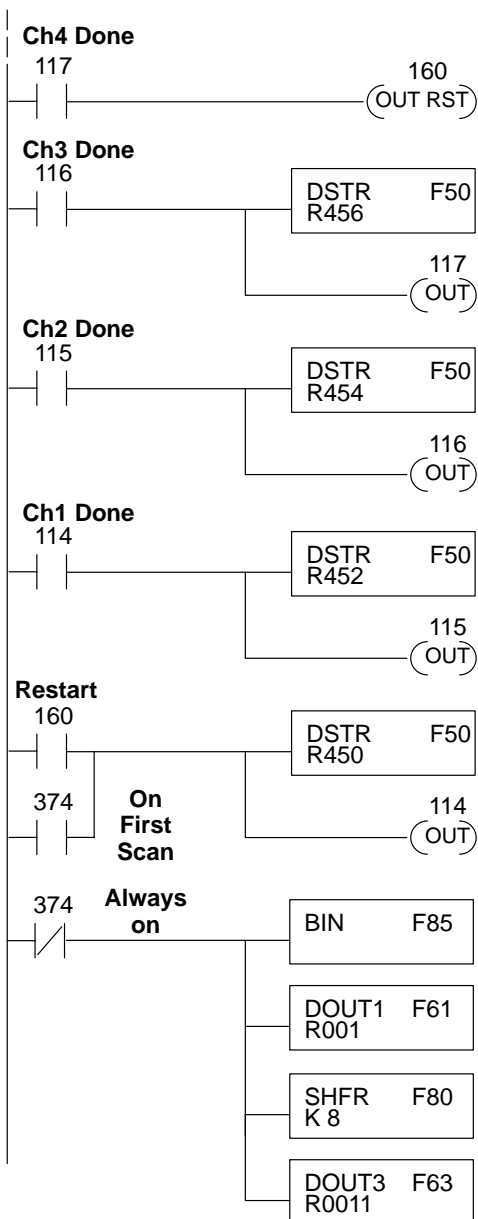 Ch4 Done
117
160
OUT RST
Ch3 Done
116
DSTR F50
R456
117
OUT
Ch2 Done
115
DSTR F50
R454
116
OUT
Ch1 Done
114
DSTR F50
R452
115
OUT
Restart
160
DSTR F50
R450
374
On
First
Scan
114
OUT
374
Always
on
BIN F85
DOUT1 F61
R001
SHFR F80
K 8
DOUT3 F63
R0011